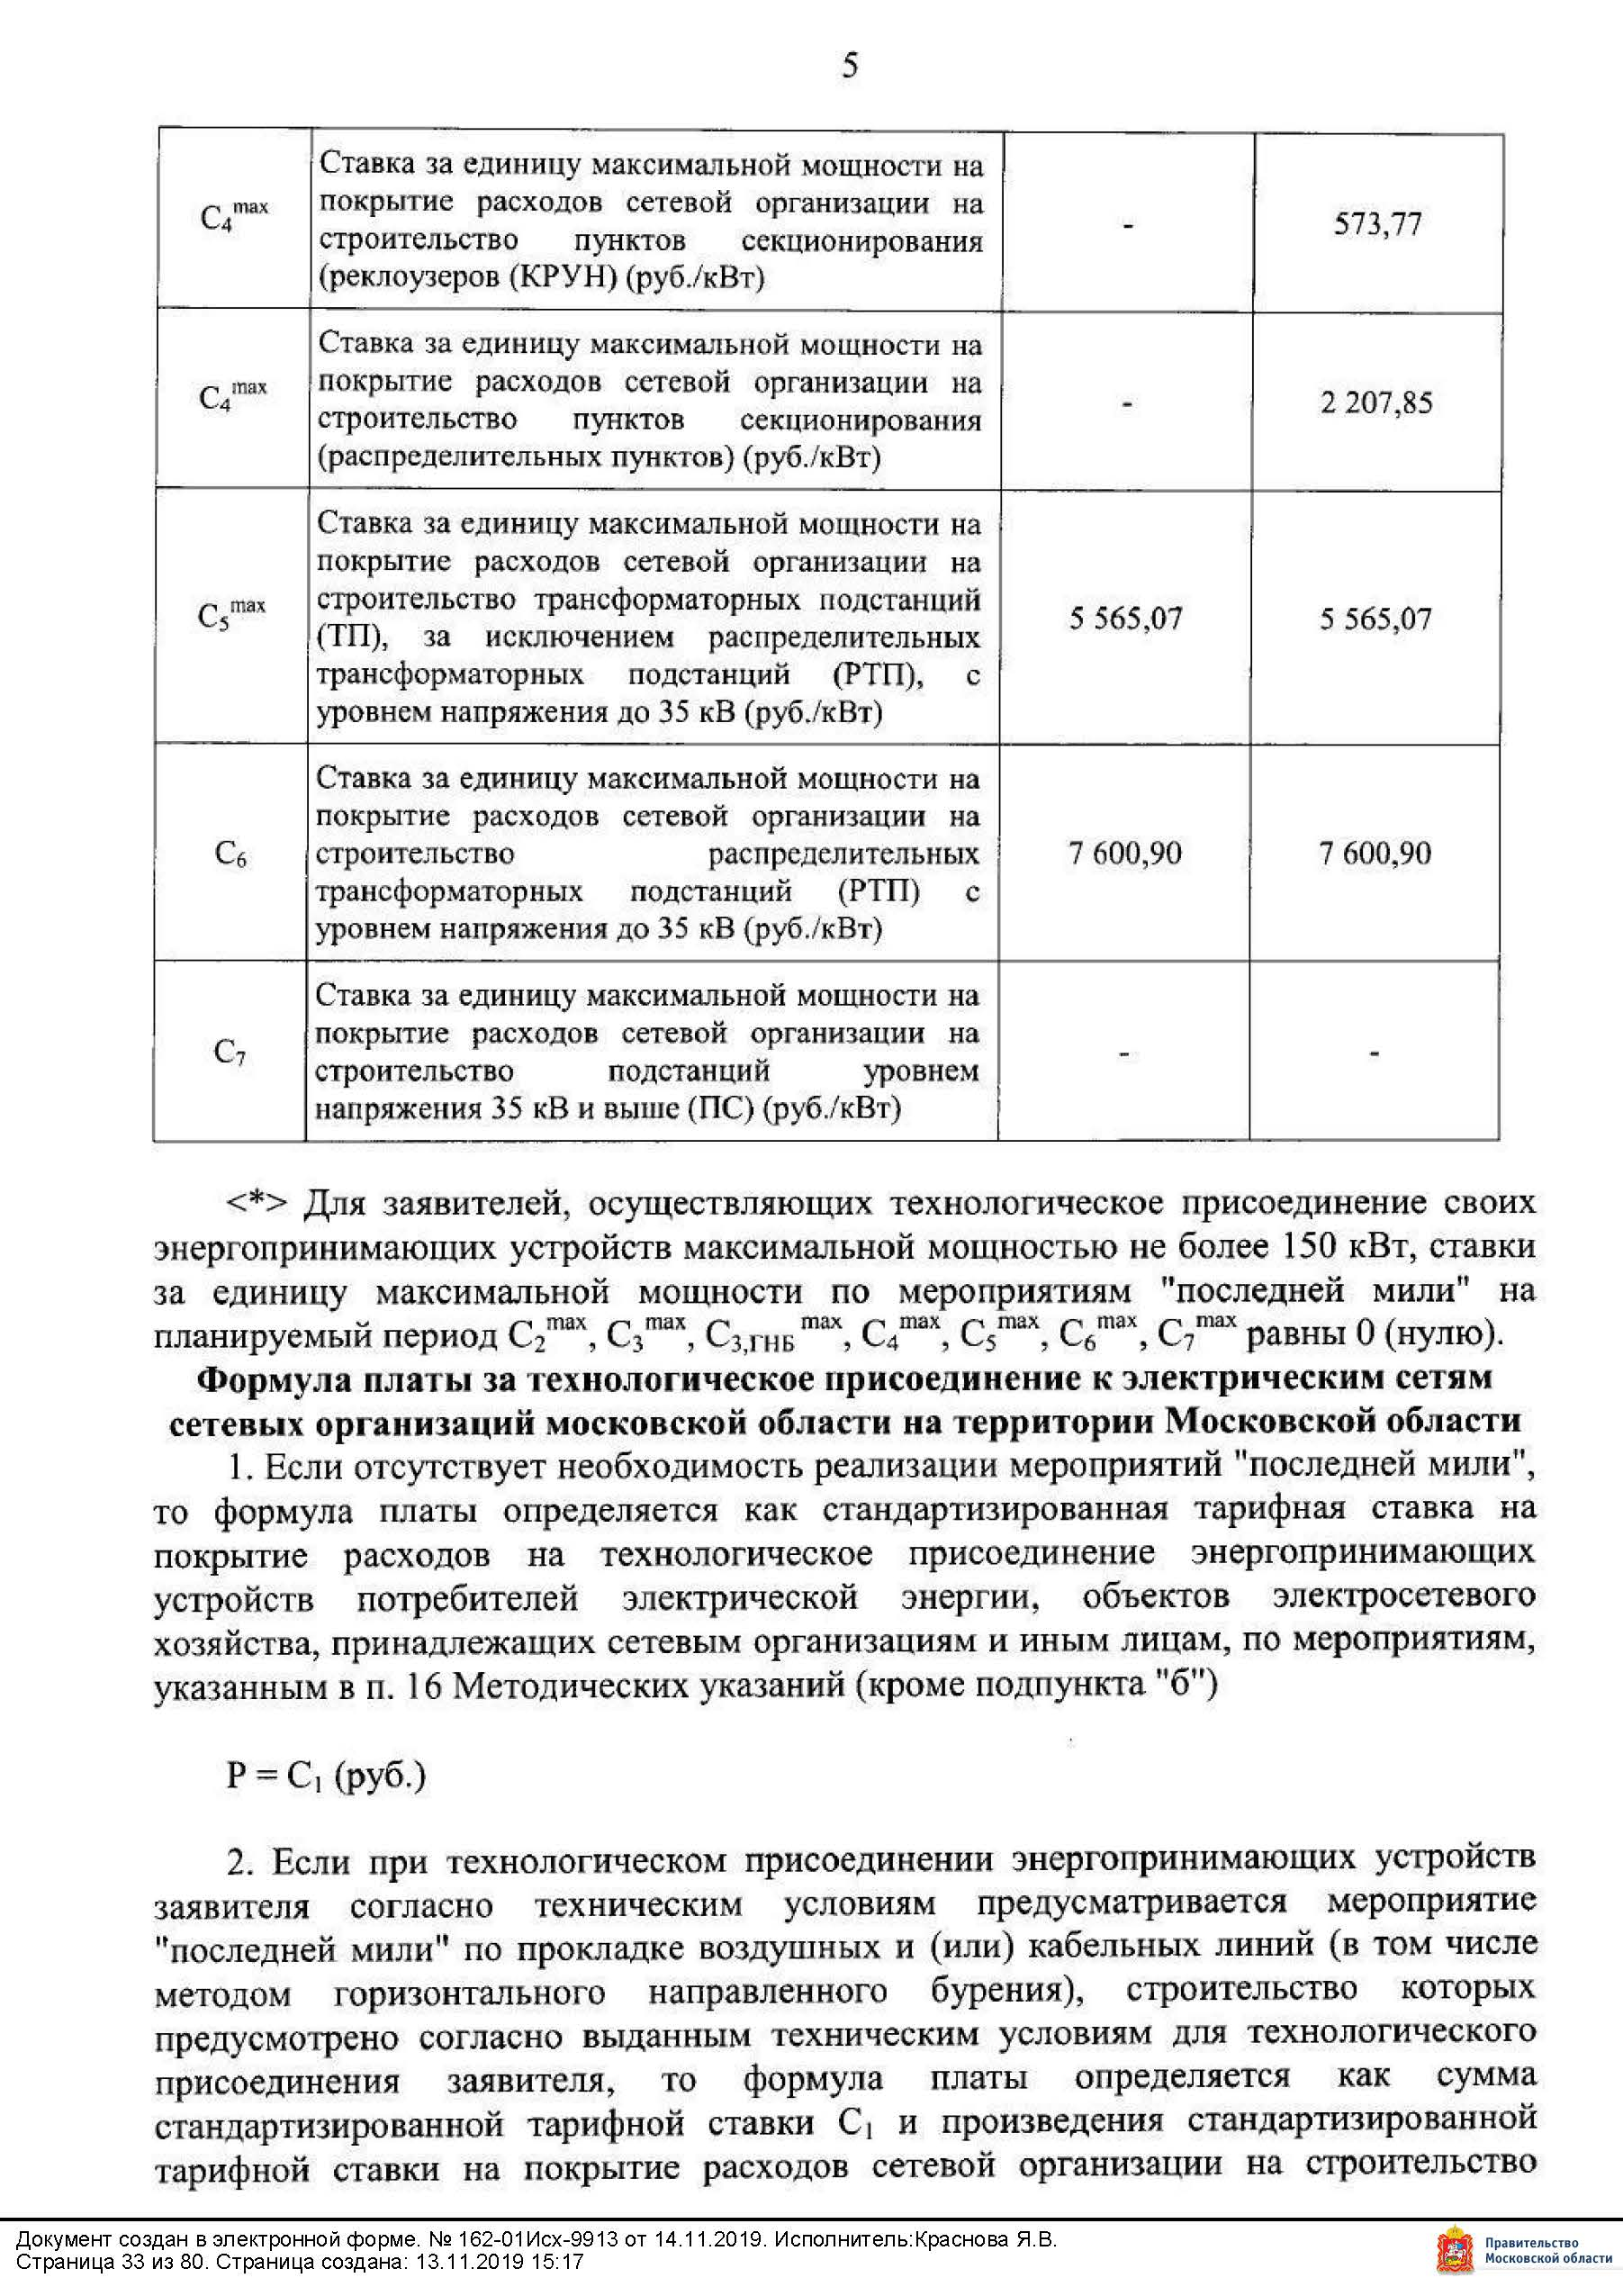 5
C₄ᵐᵃˣ
Ставка за единицу максимальной мощности на
покрытие расходов сетевой организации на
строительство пунктов секционирования
(реклоузеров (КРУН) (руб./кВт)
-
573,77
C₄ᵐᵃˣ
Ставка за единицу максимальной мощности на
покрытие расходов сетевой организации на
строительство пунктов секционирования
(распределительных пунктов) (руб./кВт)
-
2 207,85
C₅ᵐᵃˣ
Ставка за единицу максимальной мощности на
покрытие расходов сетевой организации на
строительство трансформаторных подстанций
(ТП), за исключением распределительных
трансформаторных подстанций (РТП), с
уровнем напряжения до 35 кВ (руб./кВт)
5 565,07
5 565,07
C₆
Ставка за единицу максимальной мощности на
покрытие расходов сетевой организации на
строительство распределительных
трансформаторных подстанций (РТП) с
уровнем напряжения до 35 кВ (руб./кВт)
7 600,90
7 600,90
C₇
Ставка за единицу максимальной мощности на
покрытие расходов сетевой организации на
строительство подстанций уровнем
напряжения 35 кВ и выше (ПС) (руб./кВт)
-
-
<*> Для заявителей, осуществляющих технологическое присоединение своих
энергопринимающих устройств максимальной мощностью не более 150 кВт, ставки
за единицу максимальной мощности по мероприятиям "последней мили" на
планируемый период C₂ᵐᵃˣ, C₃ᵐᵃˣ, C₃,ГНБᵐᵃˣ, C₄ᵐᵃˣ, C₅ᵐᵃˣ, C₆ᵐᵃˣ, C₇ᵐᵃˣ равны 0 (нулю).
Формула платы за технологическое присоединение к электрическим сетям
сетевых организаций московской области на территории Московской области
1. Если отсутствует необходимость реализации мероприятий "последней мили",
то формула платы определяется как стандартизированная тарифная ставка на
покрытие расходов на технологическое присоединение энергопринимающих
устройств потребителей электрической энергии, объектов электросетевого
хозяйства, принадлежащих сетевым организациям и иным лицам, по мероприятиям,
указанным в п. 16 Методических указаний (кроме подпункта "б")
P = C₁ (руб.)
2. Если при технологическом присоединении энергопринимающих устройств
заявителя согласно техническим условиям предусматривается мероприятие
"последней мили" по прокладке воздушных и (или) кабельных линий (в том числе
методом горизонтального направленного бурения), строительство которых
предусмотрено согласно выданным техническим условиям для технологического
присоединения заявителя, то формула платы определяется как сумма
стандартизированной тарифной ставки C₁ и произведения стандартизированной
тарифной ставки на покрытие расходов сетевой организации на строительство
Документ создан в электронной форме. № 162-01Исх-9913 от 14.11.2019. Исполнитель:Краснова Я.В.
Страница 33 из 80. Страница создана: 13.11.2019 15:17
Правительство
Московской области